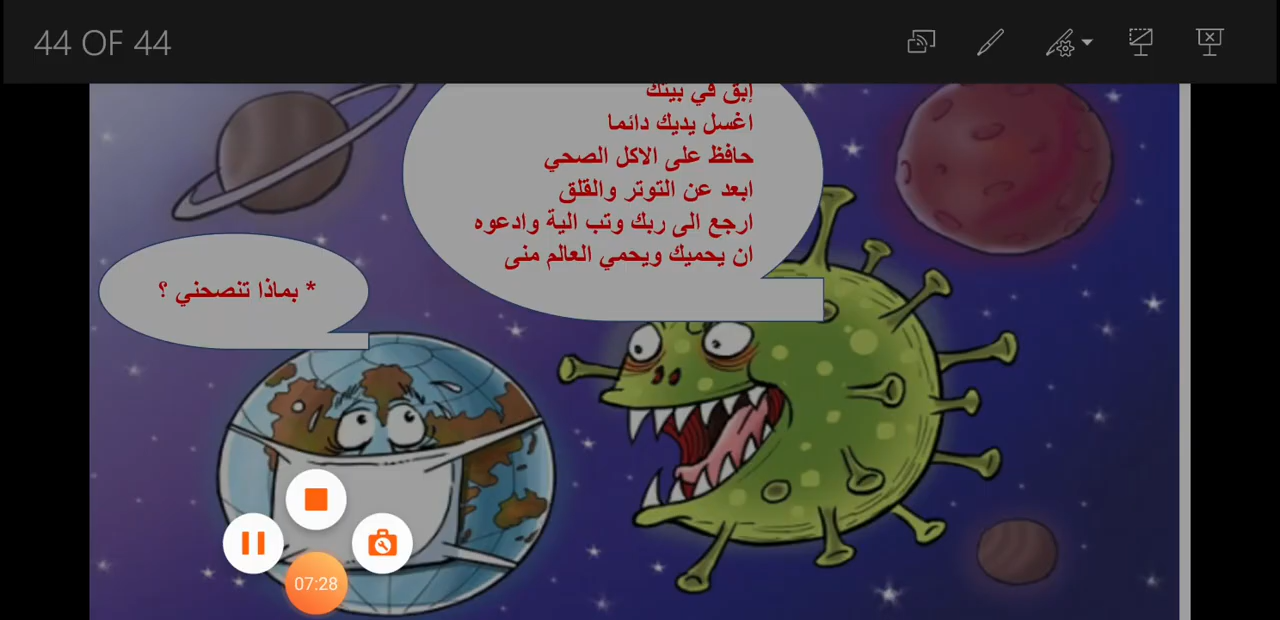 44 OF 44
إبق في بيتك
اغسل يديك دائما
حافظ على الاكل الصحي
ابعد عن التوتر والقلق
ارجع الى ربك وتب الية وادعوه
ان يحميك ويحمي العالم منى
* بماذا تنصحني ؟
07:28